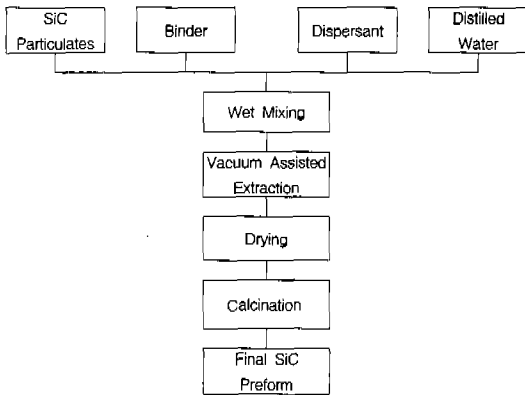 SiC
Particulates
Binder
Dispersant
Distilled
Water
Wet Mixing
Vacuum Assisted
Extraction
Drying
Calcination
Final SiC
Preform